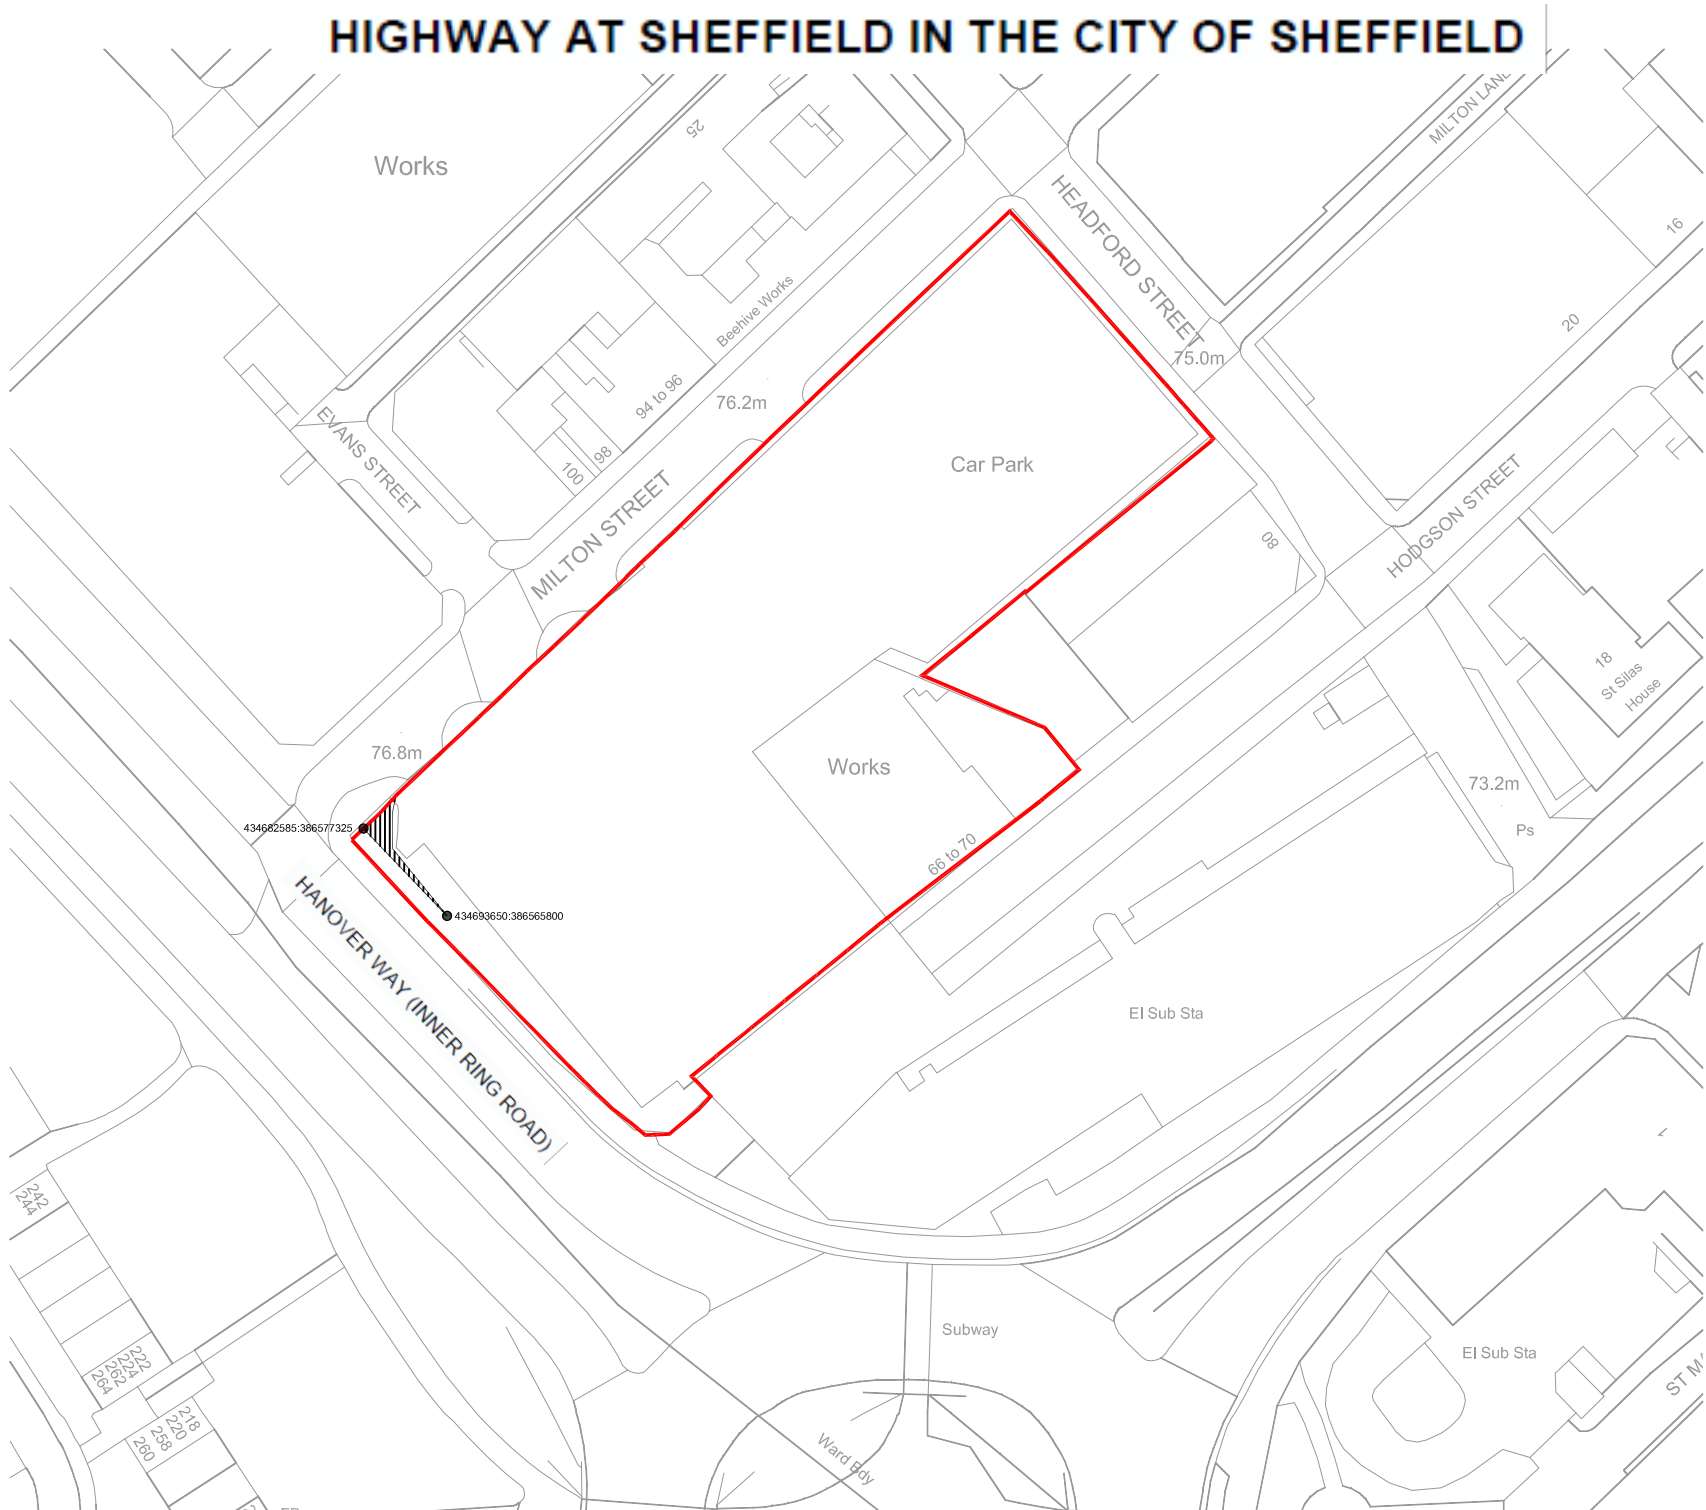 HIGHWAY AT SHEFFIELD IN THE CITY OF SHEFFIELD
MILTON LANE
25
Works
HEADFORD STREET
16
Beehive Works
20
75.0m
94 to 96
76.2m
EVANS STREET
98
100
Car Park
HODGSON STREET
MILTON STREET
80
18
St Silas
House
76.8m
Works
73.2m
434682585:386577325
Ps
66 to 70
434693650:386565800
HANOVER WAY (INNER RING ROAD)
El Sub Sta
1
242
244
Subway
El Sub Sta
222
224
262
264
ST MA
218
220
258
260
Ward Bdy